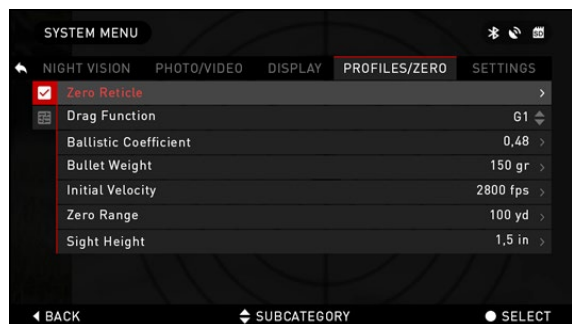 SYSTEM MENU
NIGHT VISION PHOTO/VIDEO DISPLAY PROFILES/ZERO SETTINGS
Zero Reticle
Drag Function G1
Ballistic Coefficient 0,48
Bullet Weight 150 gr
Initial Velocity 2800 fps
Zero Range 100 yd
Sight Height 1,5 in
BACK SUBCATEGORY SELECT